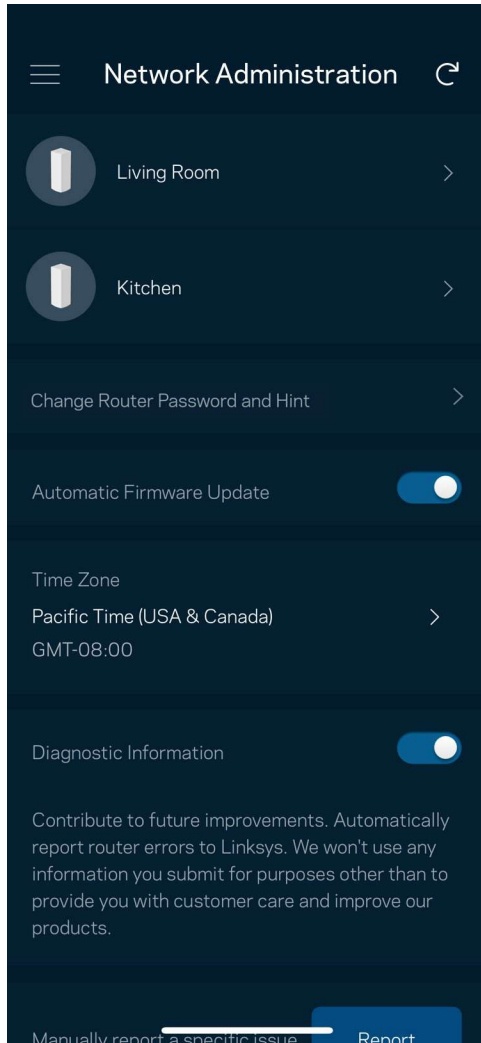 Network Administration
Living Room
Kitchen
Change Router Password and Hint
Automatic Firmware Update
Time Zone
Pacific Time (USA & Canada)
GMT-08:00
Diagnostic Information
Contribute to future improvements. Automatically
report router errors to Linksys. We won't use any
information you submit for purposes other than to
provide you with customer care and improve our
products.
Manually report a specific issue
Report